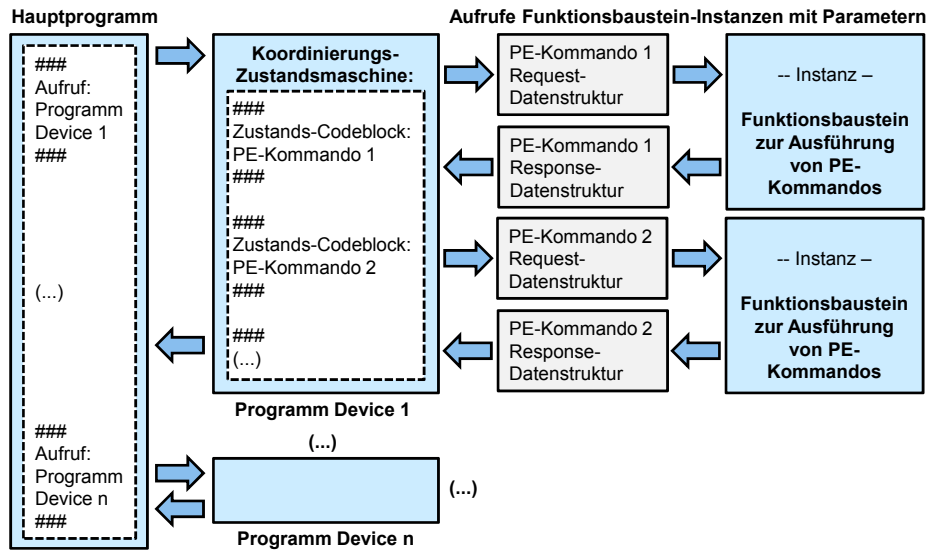 Hauptprogramm
###
Aufruf:
Programm
Device 1
###
(...)
###
Aufruf:
Programm
Device n
###
Koordinierungs-
Zustandsmaschine:
###
Zustands-Codeblock:
PE-Kommando 1
###
###
Zustands-Codeblock:
PE-Kommando 2
###
###
(...)
Programm Device 1
(...)
Programm Device n
(...)
Aufrufe Funktionsbaustein-Instanzen mit Parametern
PE-Kommando 1
Request-
Datenstruktur
PE-Kommando 1
Response-
Datenstruktur
-- Instanz –
Funktionsbaustein
zur Ausführung
von PE-
Kommandos
PE-Kommando 2
Request-
Datenstruktur
PE-Kommando 2
Response-
Datenstruktur
-- Instanz –
Funktionsbaustein
zur Ausführung
von PE-
Kommandos